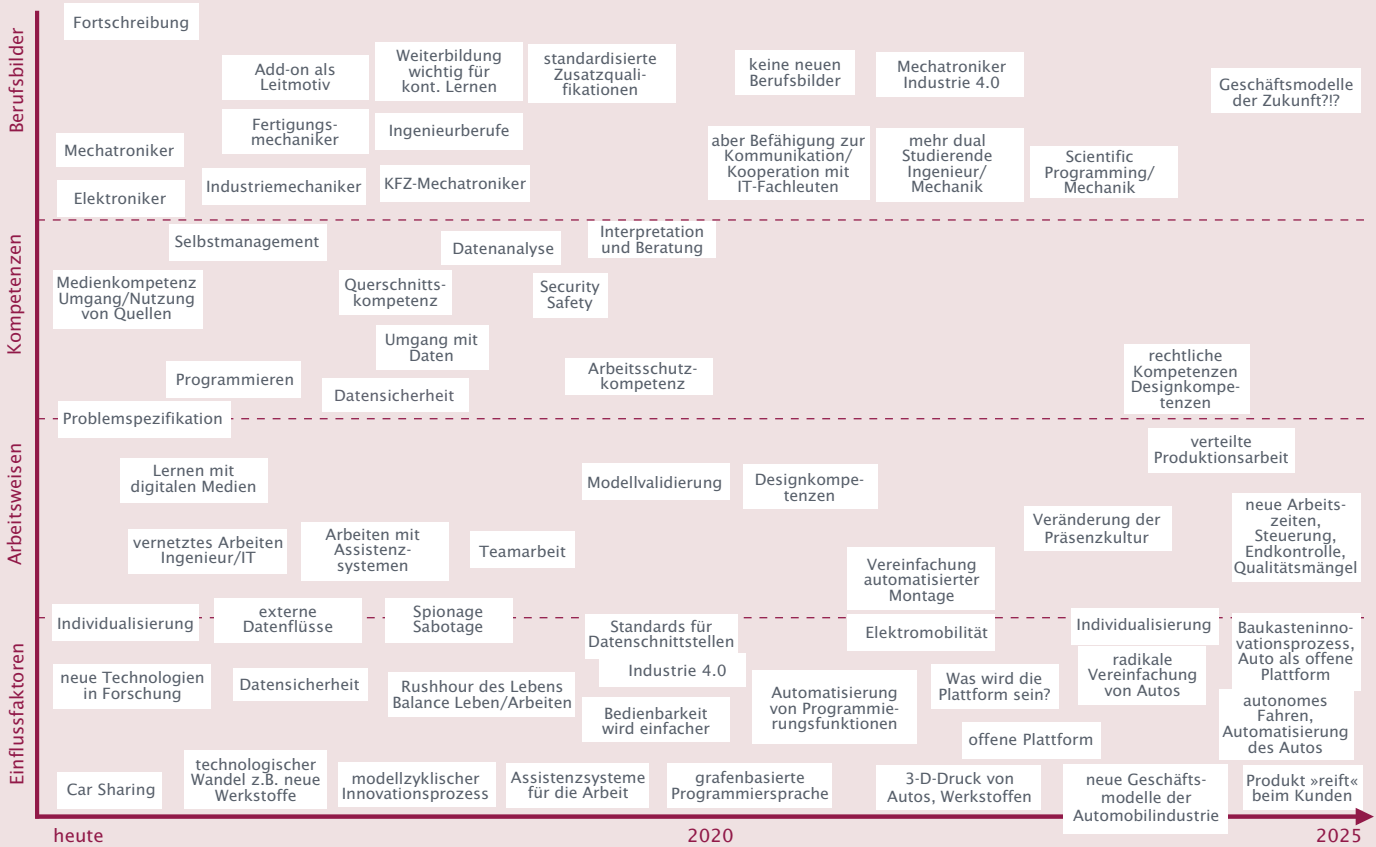 Berufsbilder
Fortschreibung
Add-on als
Leitmotiv
Weiterbildung
wichtig für
kont. Lernen
standardisierte
Zusatzquali-
fikationen
keine neuen
Berufsbilder
Mechatroniker
Industrie 4.0
Geschäftsmodelle
der Zukunft?!?
Mechatroniker
Fertigungs-
mechaniker
Ingenieurberufe
aber Befähigung zur
Kommunikation/
Kooperation mit
IT-Fachleuten
mehr dual
Studierende
Ingenieur/
Mechanik
Scientific
Programming/
Mechanik
Elektroniker
Industriemechaniker
KFZ-Mechatroniker
Kompetenzen
Selbstmanagement
Datenanalyse
Interpretation
und Beratung
Medienkompetenz
Umgang/Nutzung
von Quellen
Querschnitts-
kompetenz
Security
Safety
Umgang mit
Daten
Programmieren
Datensicherheit
Arbeitsschutz-
kompetenz
rechtliche
Kompetenzen
Designkompe-
tenzen
Problemspezifikation
Arbeitsweisen
verteilte
Produktionsarbeit
Lernen mit
digitalen Medien
Modellvalidierung
Designkompe-
tenzen
vernetztes Arbeiten
Ingenieur/IT
Arbeiten mit
Assistenz-
systemen
Teamarbeit
Veränderung der
Präsenzkultur
neue Arbeits-
zeiten,
Steuerung,
Endkontrolle,
Qualitätsmängel
Vereinfachung
automatisierter
Montage
Einflussfaktoren
Individualisierung
externe
Datenflüsse
Spionage
Sabotage
Standards für
Datenschnittstellen
Elektromobilität
Individualisierung
Baukasteninno-
vationsprozess,
Auto als offene
Plattform
neue Technologien
in Forschung
Datensicherheit
Rushhour des Lebens
Balance Leben/Arbeiten
Industrie 4.0
Bedienbarkeit
wird einfacher
Automatisierung
von Programmie-
rungsfunktionen
Was wird die
Plattform sein?
radikale
Vereinfachung
von Autos
offene Plattform
autonomes
Fahren,
Automatisierung
des Autos
Car Sharing
technologischer
Wandel z.B. neue
Werkstoffe
modellzyklischer
Innovationsprozess
Assistenzsysteme
für die Arbeit
grafenbasierte
Programmiersprache
3-D-Druck von
Autos, Werkstoffen
neue Geschäfts-
modelle der
Automobilindustrie
Produkt »reift«
beim Kunden
heute
2020
2025